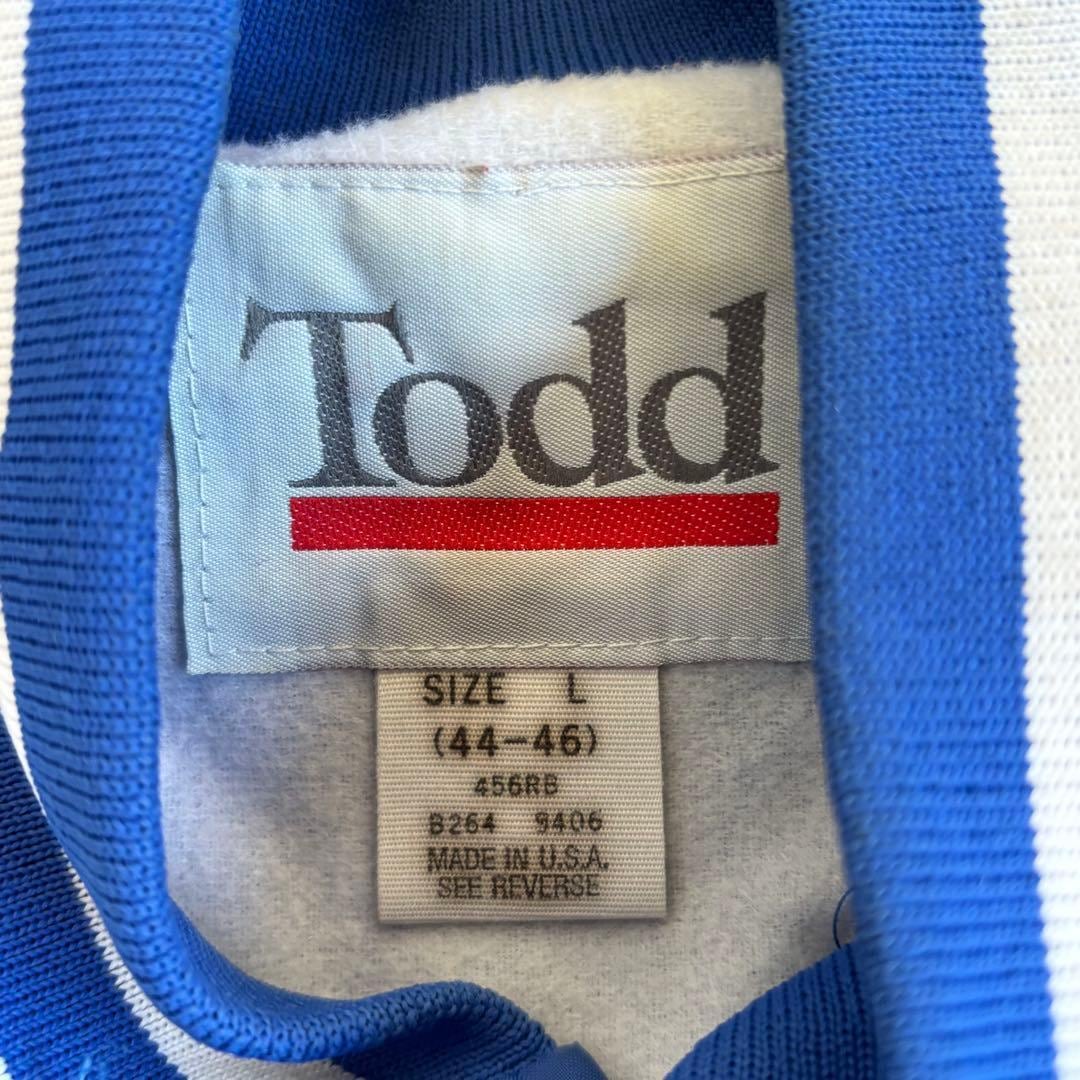 Todd
SIZE L
(44-46)
456RB
B264 9406
MADE IN U.S.A.
SEE REVERSE